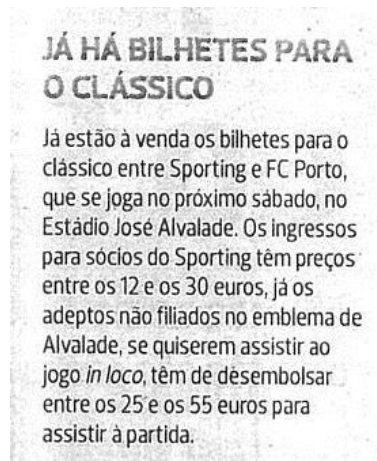 JÁ HÁ BILHETES PARA
O CLÁSSICO
Já estão à venda os bilhetes para o
clássico entre Sporting e FC Porto,
que se joga no próximo sábado, no
Estádio José Alvalade. Os ingressos
para sócios do Sporting têm preços
entre os 12 e os 30 euros, já os
adeptos não filiados no emblema de
Alvalade, se quiserem assistir ao
jogo in loco, têm de desembolsar
entre os 25 e os 55 euros para
assistir à partida.